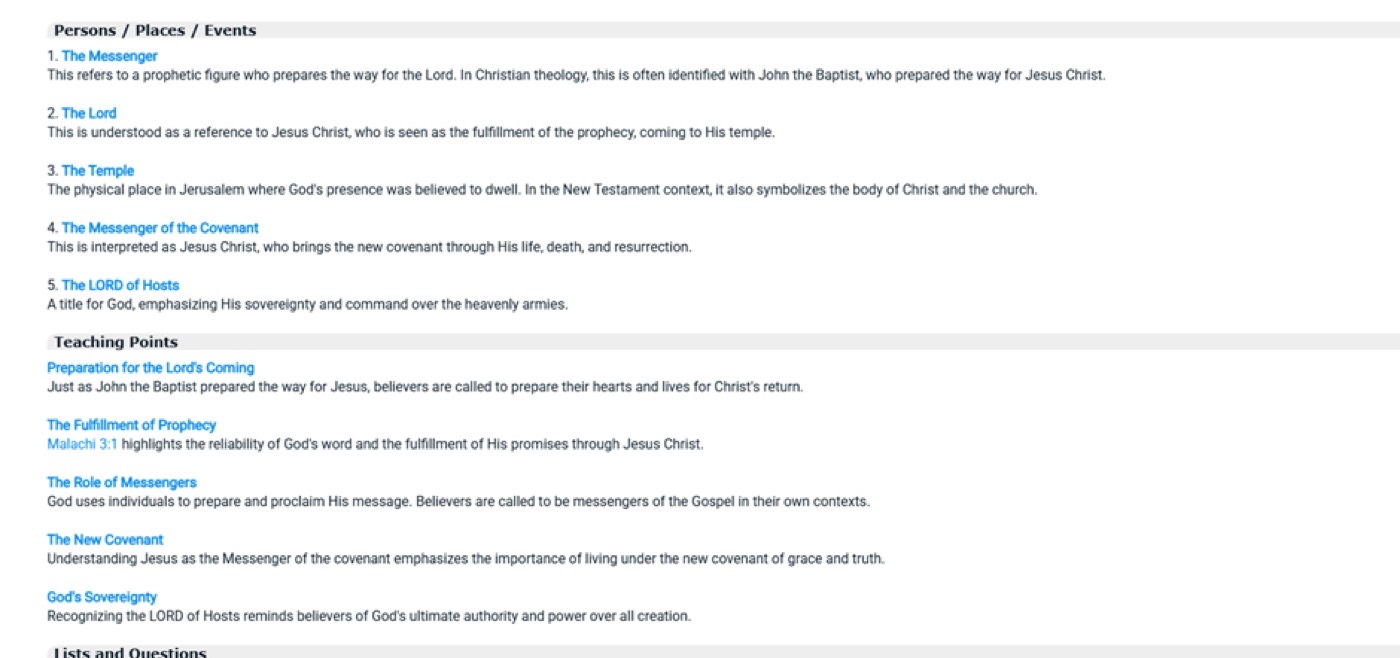 Persons / Places / Events
1. The Messenger
This refers to a prophetic figure who prepares the way for the Lord. In Christian theology, this is often identified with John the Baptist, who prepared the way for Jesus Christ.
2. The Lord
This is understood as a reference to Jesus Christ, who is seen as the fulfillment of the prophecy, coming to His temple.
3. The Temple
The physical place in Jerusalem where God's presence was believed to dwell. In the New Testament context, it also symbolizes the body of Christ and the church.
4. The Messenger of the Covenant
This is interpreted as Jesus Christ, who brings the new covenant through His life, death, and resurrection.
5. The LORD of Hosts
A title for God, emphasizing His sovereignty and command over the heavenly armies.
Teaching Points
Preparation for the Lord's Coming
Just as John the Baptist prepared the way for Jesus, believers are called to prepare their hearts and lives for Christ's return.
The Fulfillment of Prophecy
Malachi 3:1 highlights the reliability of God's word and the fulfillment of His promises through Jesus Christ.
The Role of Messengers
God uses individuals to prepare and proclaim His message. Believers are called to be messengers of the Gospel in their own contexts.
The New Covenant
Understanding Jesus as the Messenger of the covenant emphasizes the importance of living under the new covenant of grace and truth.
God's Sovereignty
Recognizing the LORD of Hosts reminds believers of God's ultimate authority and power over all creation.
Lists and Questions